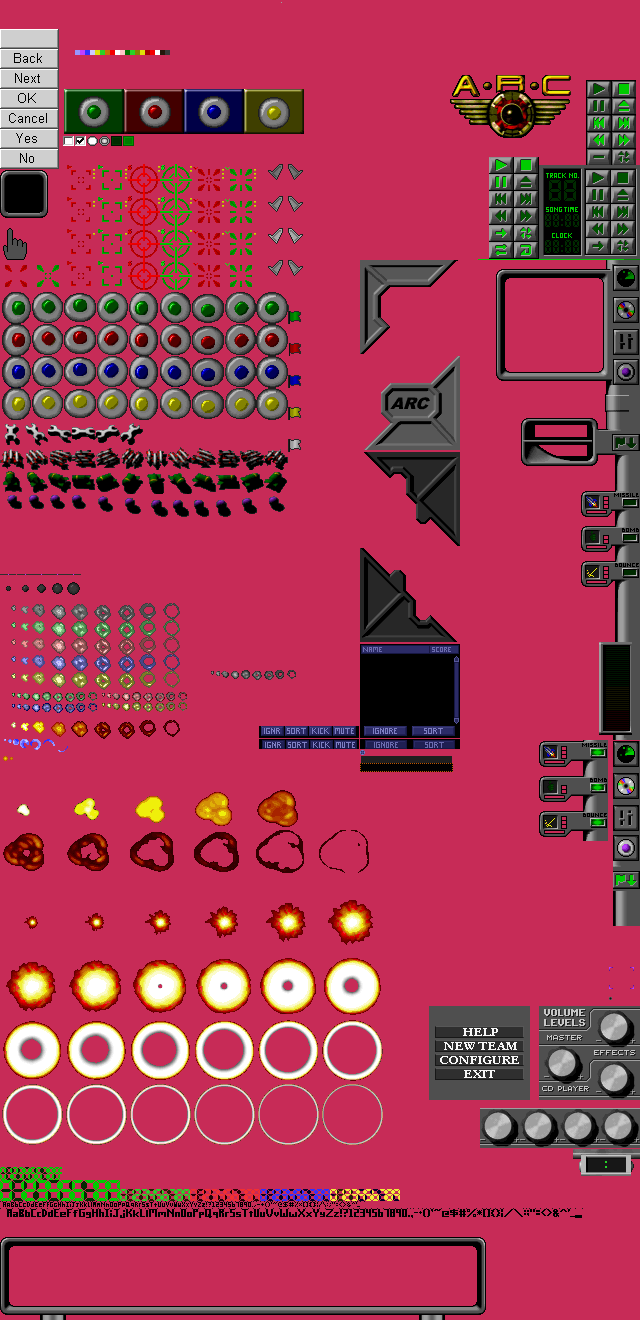 Back
Next
OK
Cancel
Yes
No
A·R·C
TRACK NO.
SONG TIME
CLOCK
ARC
MISSILE
BOMB
BOUNCE
NAME SCORE
IGNR SORT KICK MUTE IGNORE SORT
IGNR SORT KICK MUTE IGNORE SORT
MISSILE
BOMB
BOUNCE
VOLUME
LEVELS
MASTER
EFFECTS
CD PLAYER
HELP
NEW TEAM
CONFIGURE
EXIT